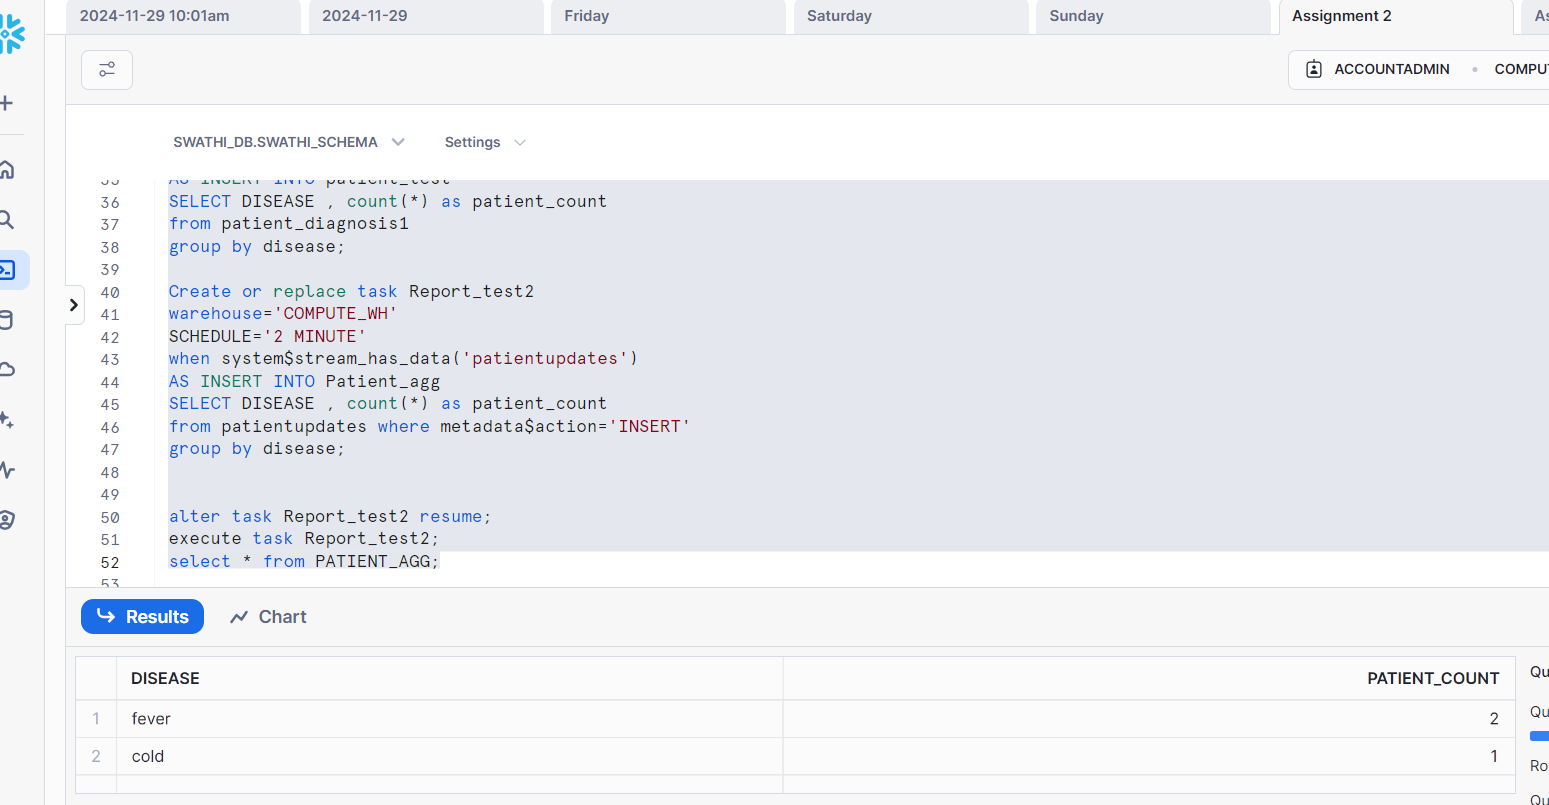 2024-11-29 10:01am
2024-11-29
Friday
Saturday
Sunday
Assignment 2
As
ACCOUNTADMIN
COMPU
SWATHI_DB.SWATHI_SCHEMA
Settings
35 AS INSERT INTO patient_test
36 SELECT DISEASE , count(*) as patient_count
37 from patient_diagnosis1
38 group by disease;
39
40 Create or replace task Report_test2
41 warehouse='COMPUTE_WH'
42 SCHEDULE='2 MINUTE'
43 when system$stream_has_data('patientupdates')
44 AS INSERT INTO Patient_agg
45 SELECT DISEASE , count(*) as patient_count
46 from patientupdates where metadata$action='INSERT'
47 group by disease;
48
49
50 alter task Report_test2 resume;
51 execute task Report_test2;
52 select * from PATIENT_AGG;
53
Results
Chart
DISEASE PATIENT_COUNT
1 fever 2
2 cold 1
Qu
Qu
Ro
Qu